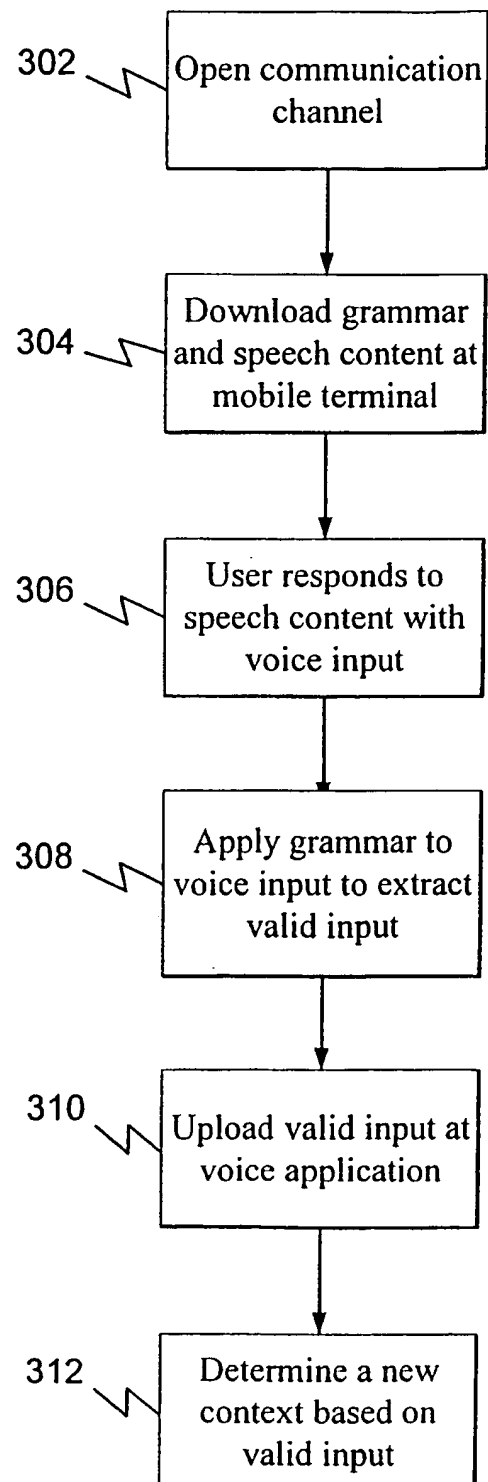 302
Open communication
channel
304
Download grammar
and speech content at
mobile terminal
306
User responds to
speech content with
voice input
308
Apply grammar to
voice input to extract
valid input
310
Upload valid input at
voice application
312
Determine a new
context based on
valid input